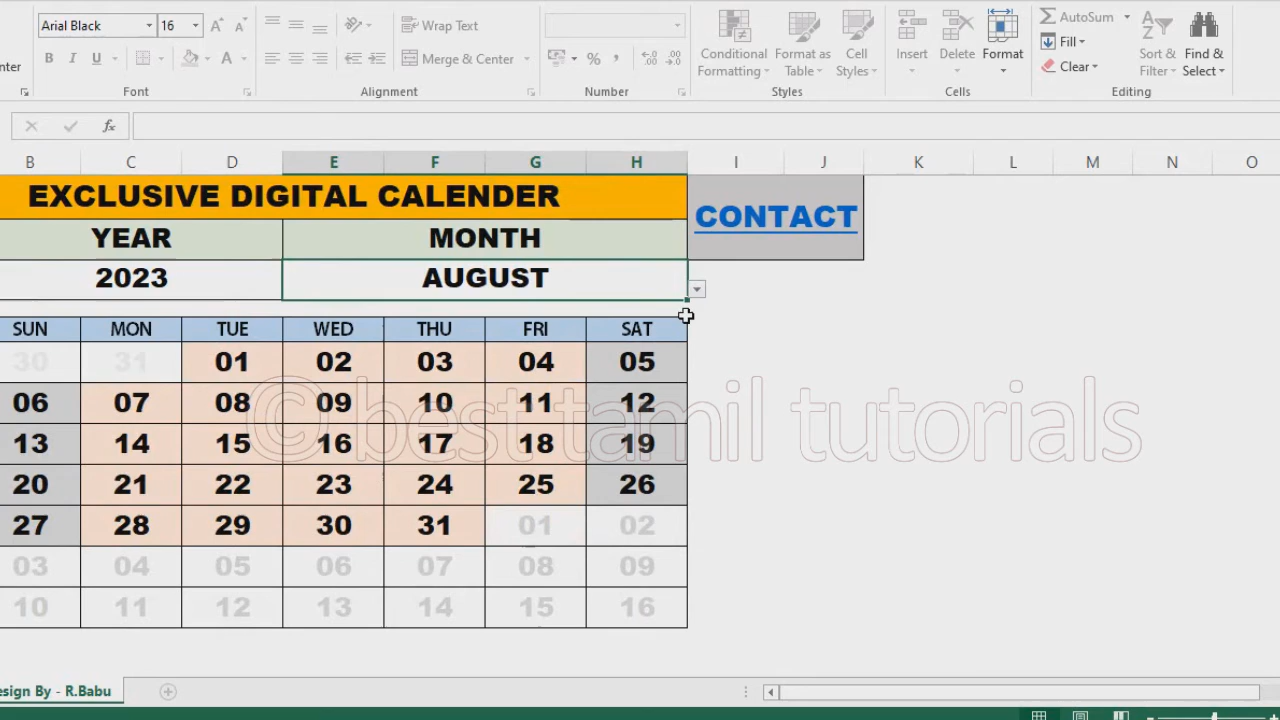 Arial Black 16 Wrap Text AutoSum
Conditional Formatting Format as Table Cell Styles Insert Delete Format Fill Sort & Filter Find & Select
B I U A Merge & Center % , Clear
Font Alignment Number Styles Cells Editing
fx
B C D E F G H I J K L M N O
EXCLUSIVE DIGITAL CALENDER
CONTACT
YEAR MONTH
2023 AUGUST
SUN MON TUE WED THU FRI SAT
30 31 01 02 03 04 05
06 07 08 09 10 11 12
© best tamil tutorials
13 14 15 16 17 18 19
20 21 22 23 24 25 26
27 28 29 30 31 01 02
03 04 05 06 07 08 09
10 11 12 13 14 15 16
By - R.Babu